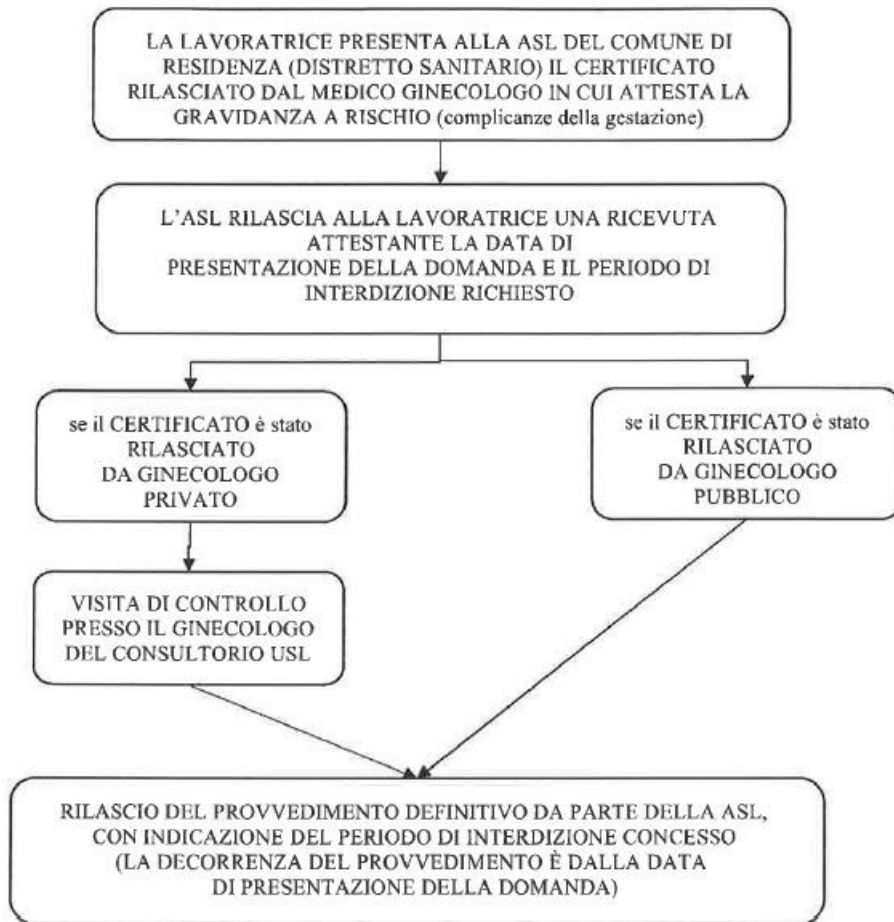 LA LAVORATRICE PRESENTA ALLA ASL DEL COMUNE DI
RESIDENZA (DISTRETTO SANITARIO) IL CERTIFICATO
RILASCIATO DAL MEDICO GINECOLOGO IN CUI ATTESTA LA
GRAVIDANZA A RISCHIO (complicanze della gestazione)
L'ASL RILASCIA ALLA LAVORATRICE UNA RICEVUTA
ATTESTANTE LA DATA DI
PRESENTAZIONE DELLA DOMANDA E IL PERIODO DI
INTERDIZIONE RICHIESTO
se il CERTIFICATO è stato
RILASCIATO
DA GINECOLOGO
PRIVATO
se il CERTIFICATO è stato
RILASCIATO
DA GINECOLOGO
PUBBLICO
VISITA DI CONTROLLO
PRESSO IL GINECOLOGO
DEL CONSULTORIO USL
RILASCIO DEL PROVVEDIMENTO DEFINITIVO DA PARTE DELLA ASL,
CON INDICAZIONE DEL PERIODO DI INTERDIZIONE CONCESSO
(LA DECORRENZA DEL PROVVEDIMENTO È DALLA DATA
DI PRESENTAZIONE DELLA DOMANDA)